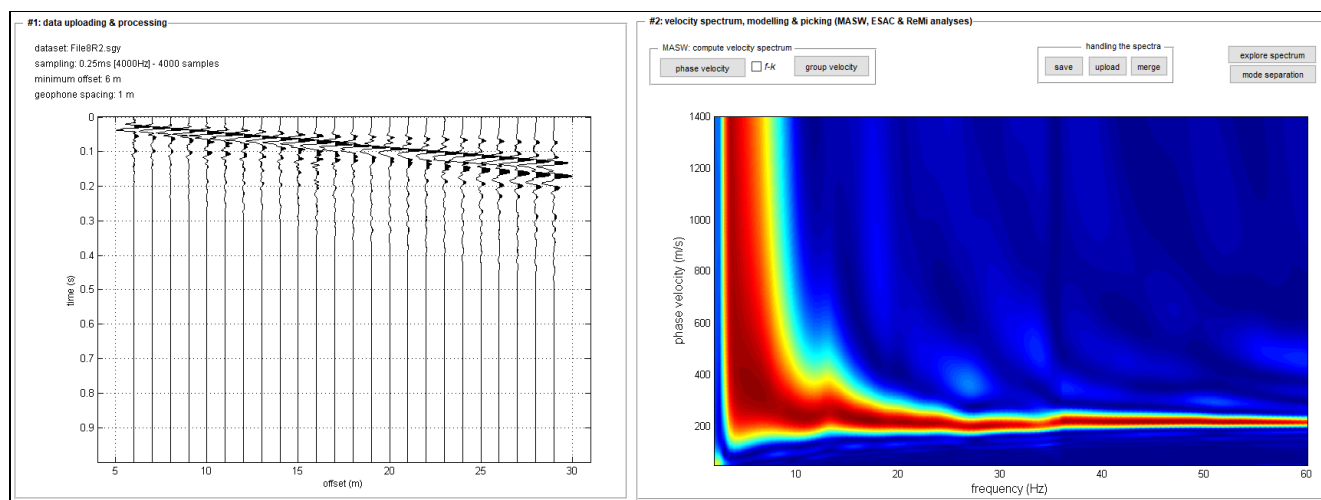 #1: data uploading & processing
dataset: File8R2.sgy
sampling: 0.25ms [4000Hz] - 4000 samples
minimum offset: 6 m
geophone spacing: 1 m
0
0.1
0.2
0.3
0.4
0.5
0.6
0.7
0.8
0.9
time (s)
5 10 15 20 25 30
offset (m)
#2: velocity spectrum, modelling & picking (MASW, ESAC & ReMi analyses)
MASW: compute velocity spectrum
phase velocity f-k group velocity
handling the spectra
save upload merge
explore spectrum
mode separation
1400
1200
1000
800
600
400
200
phase velocity (m/s)
10 20 30 40 50 60
frequency (Hz)